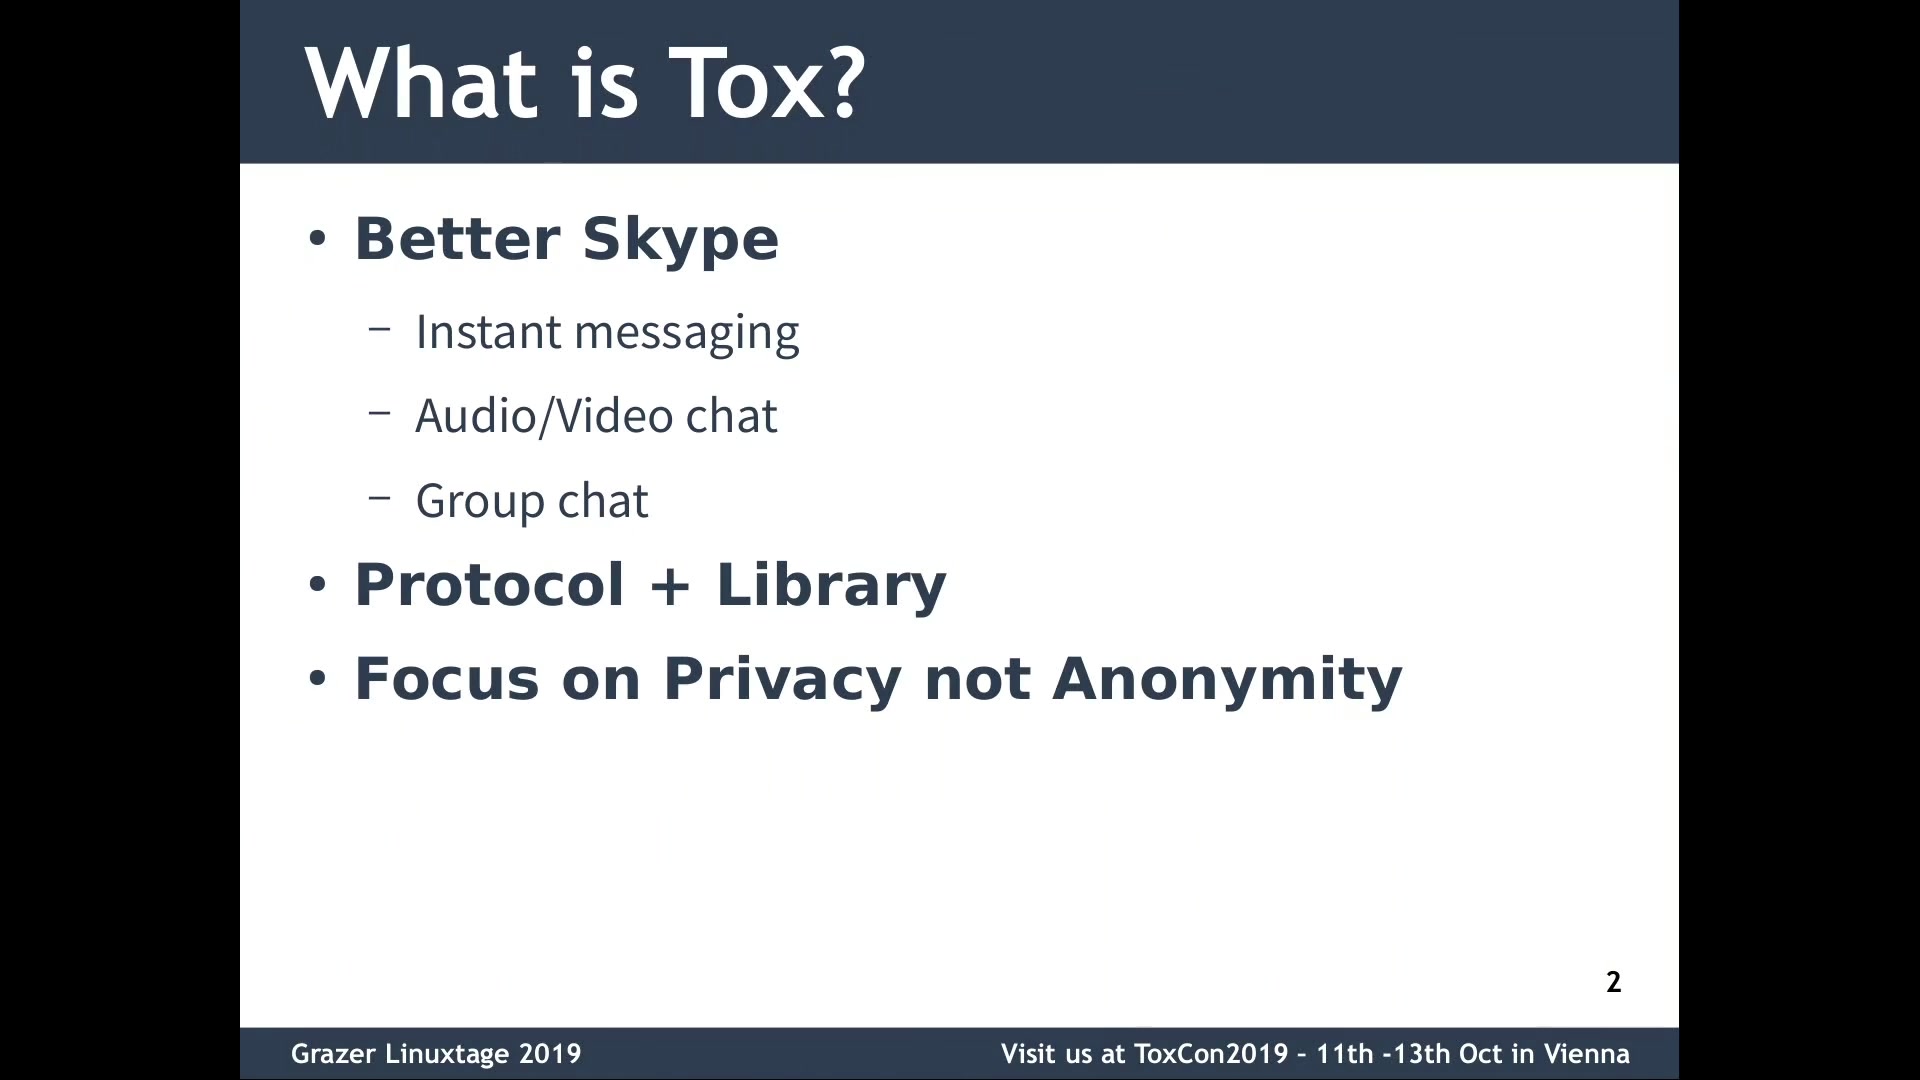 What is Tox?
• Better Skype
– Instant messaging
– Audio/Video chat
– Group chat
• Protocol + Library
• Focus on Privacy not Anonymity
2
Grazer Linuxtage 2019
Visit us at ToxCon2019 – 11th -13th Oct in Vienna